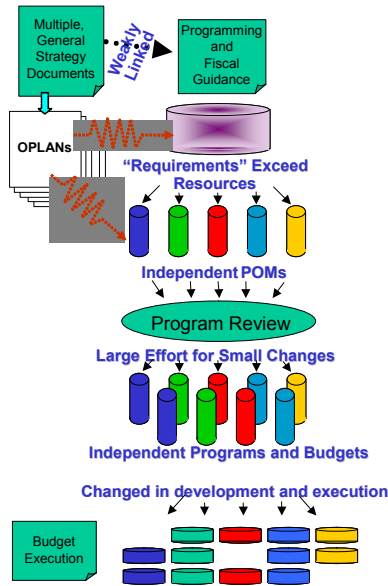 Multiple,
General
Strategy
Documents
Weakly
Linked
Programming
and
Fiscal
Guidance
OPLANs
“Requirements” Exceed
Resources
Independent POMs
Program Review
Large Effort for Small Changes
Independent Programs and Budgets
Changed in development and execution
Budget
Execution